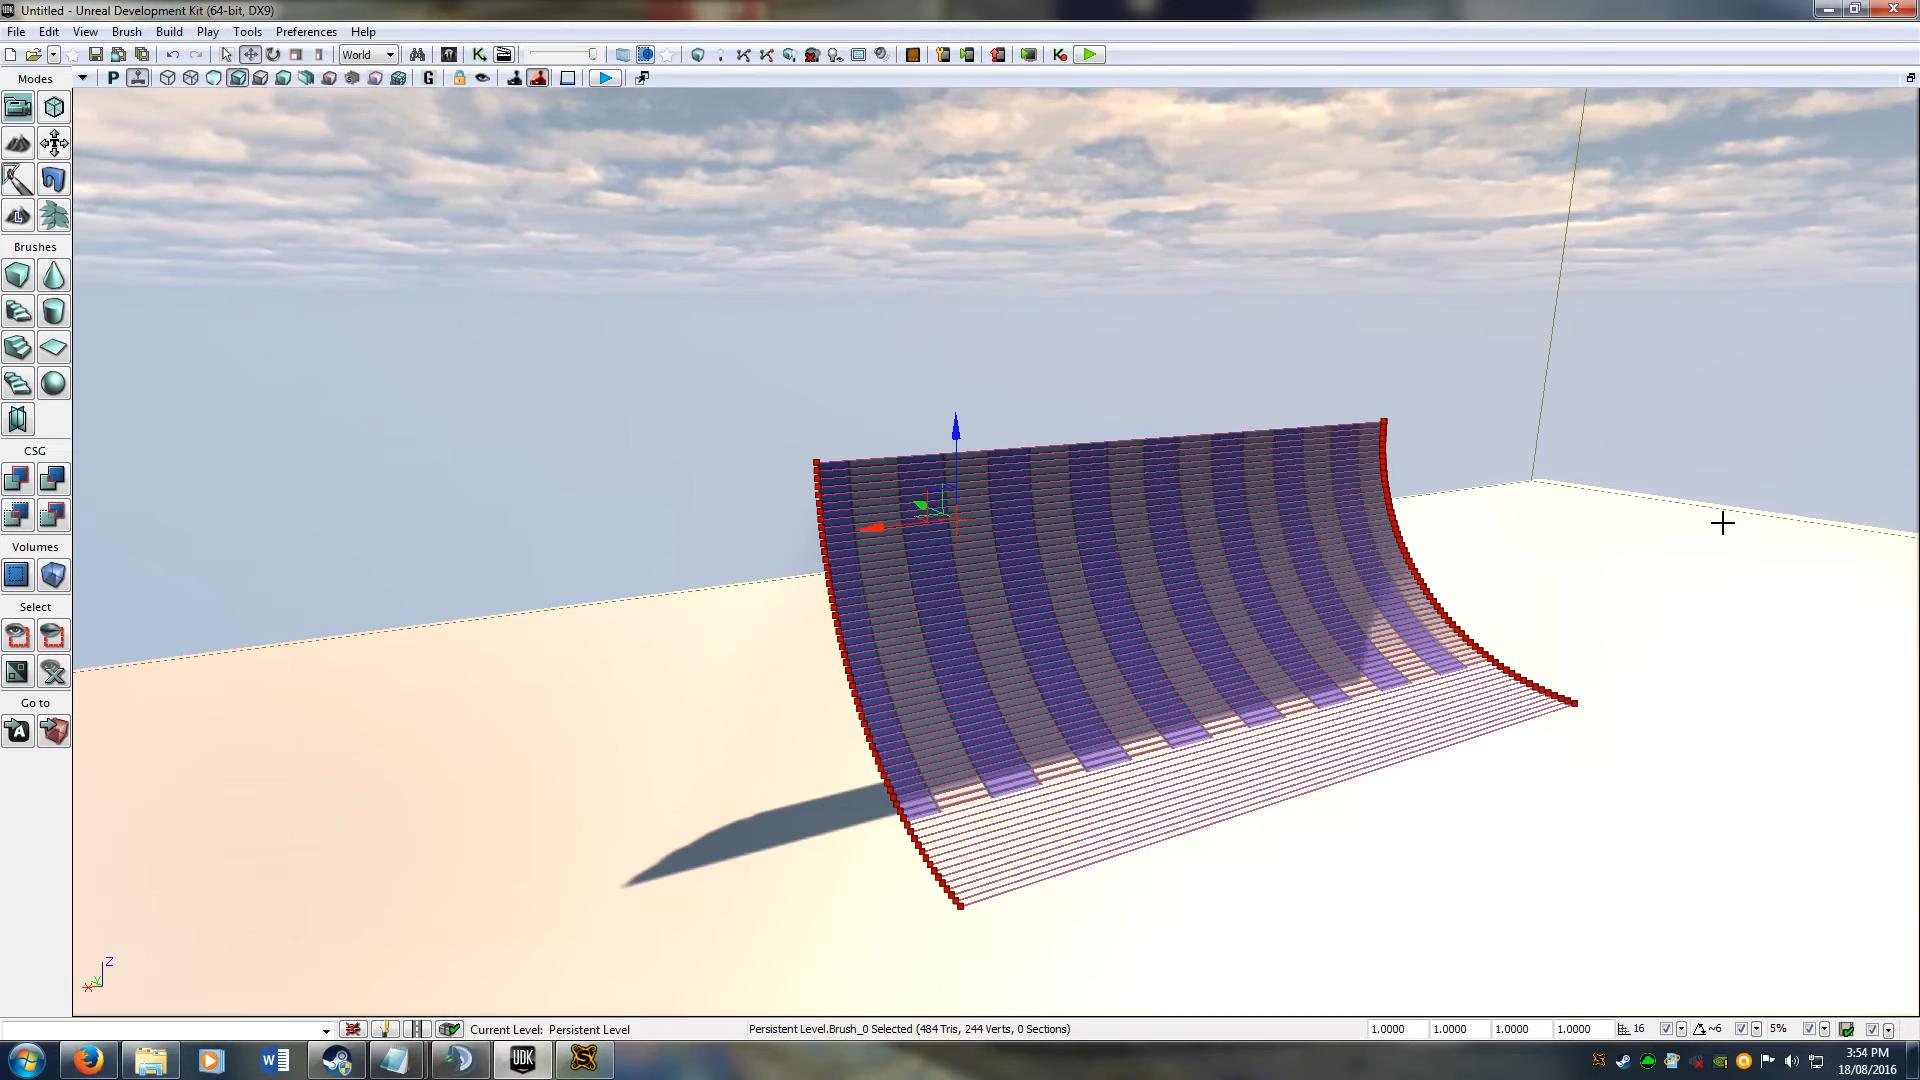 Untitled - Unreal Development Kit (64-bit, DX9)
File Edit View Brush Build Play Tools Preferences Help
World
Modes
P G
L
Brushes
CSG
Volumes
Select
Go to
A
Z
X Y
Current Level: Persistent Level
Persistent Level.Brush_0 Selected (484 Tris, 244 Verts, 0 Sections)
1.0000 1.0000 1.0000 1.0000 16 ~6 5%
W UDK
3:54 PM
18/08/2016